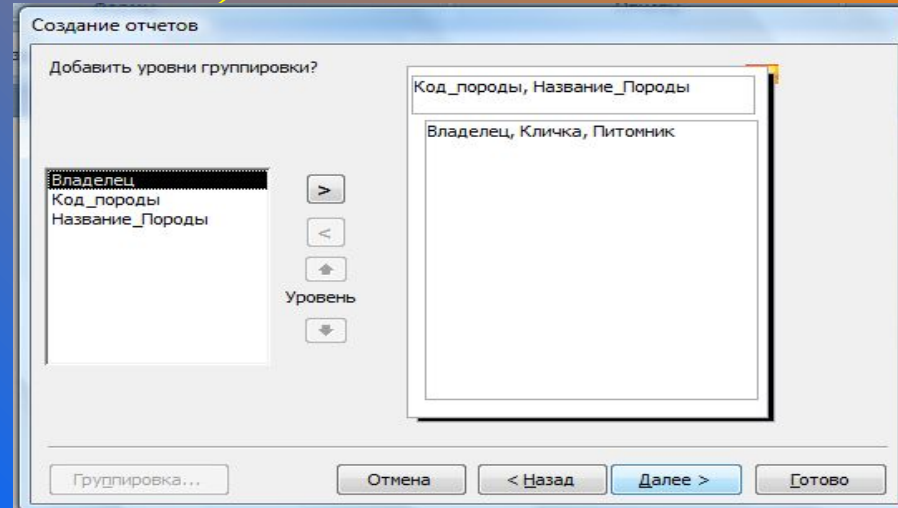 Создание отчетов
Добавить уровни группировки?
Код_породы, Название_Породы
Владелец, Кличка, Питомник
Владелец
Код_породы
Название_Породы
>
<
Уровень
Группировка...
Отмена
< Назад
Далее >
Готово